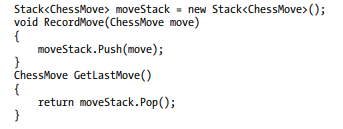 Stack<ChessMove> moveStack = new Stack<ChessMove>();
void RecordMove(ChessMove move)
{
    moveStack.Push(move);
}
ChessMove GetLastMove()
{
    return moveStack.Pop();
}